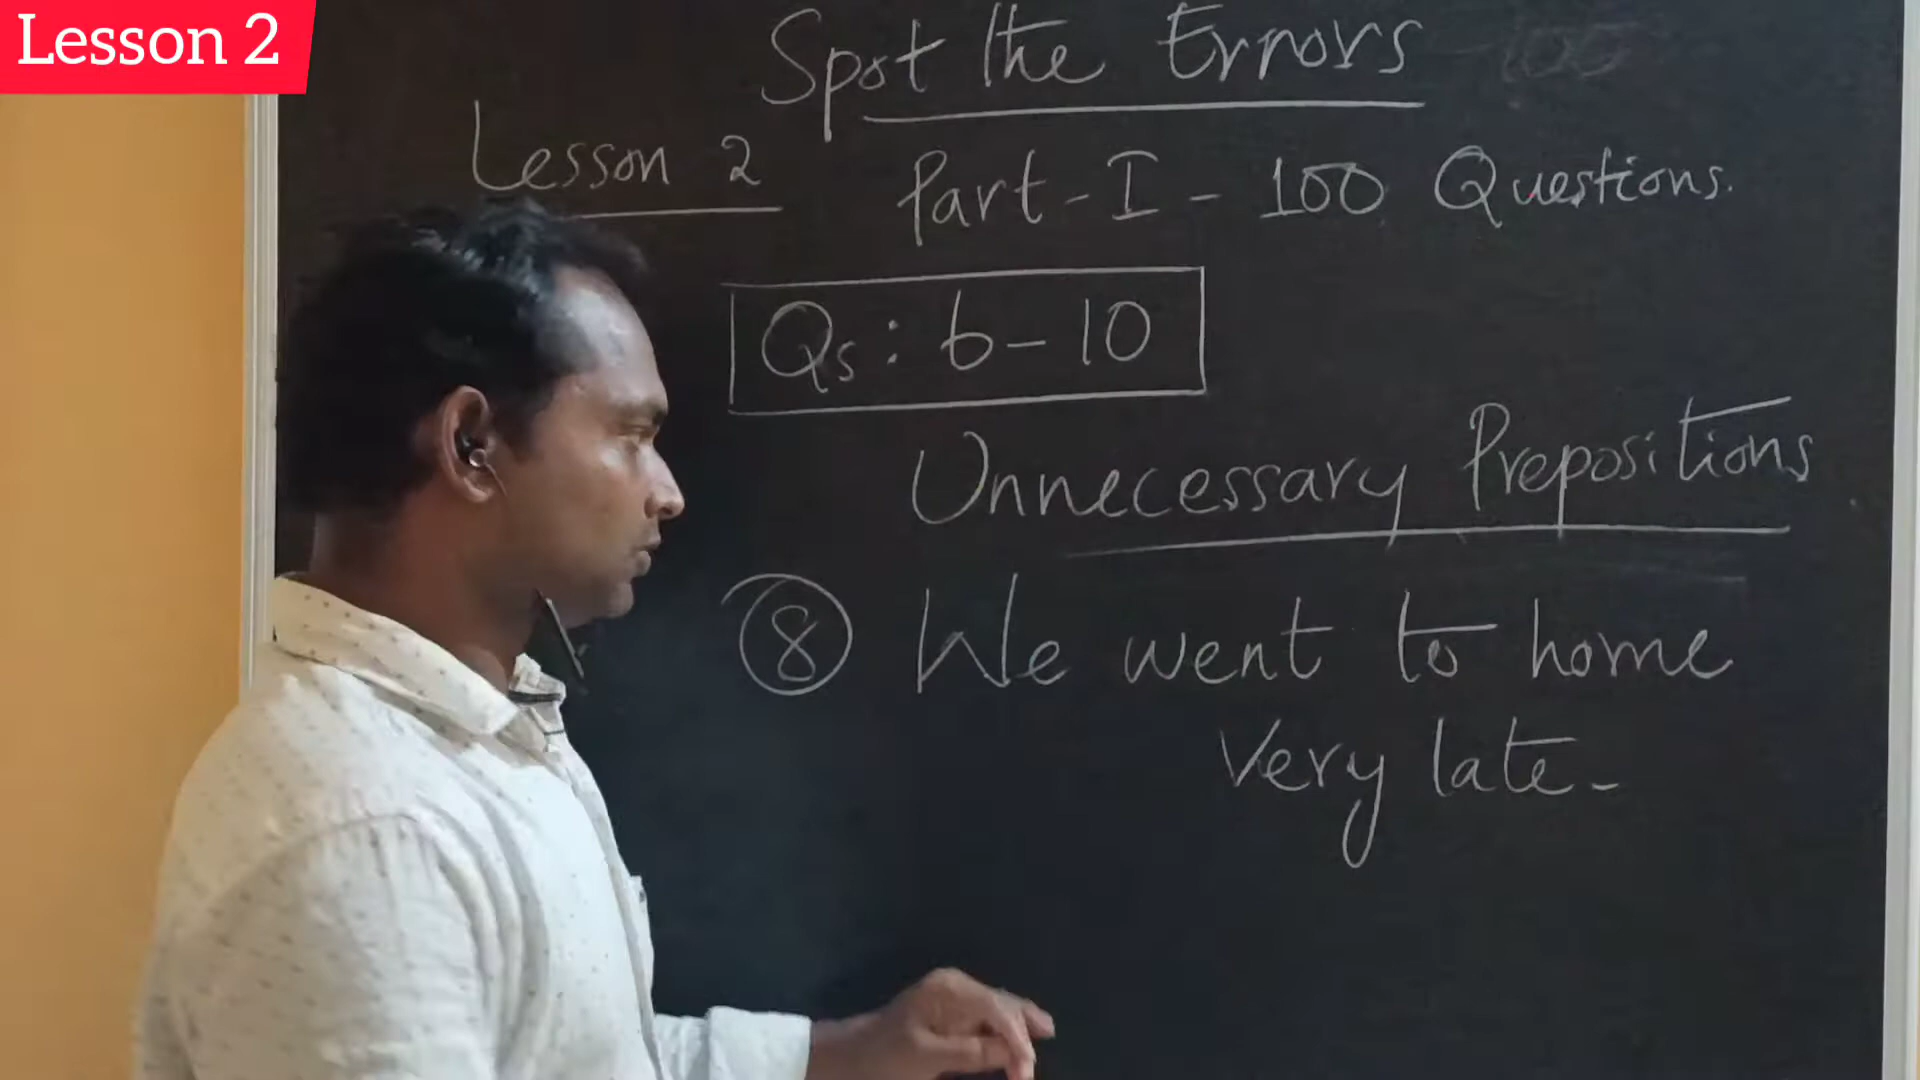 Lesson 2
Spot the Errors
Lesson 2
Part-I-100 Questions.
Qs: 6-10
Unnecessary Prepositions
8 We went to home
very late.